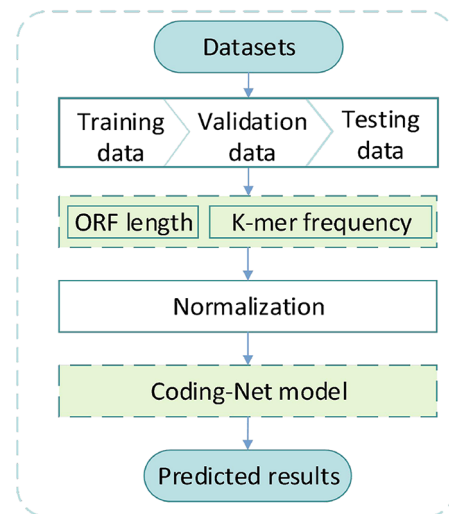 Datasets
Training Validation Testing
data data data
ORF length K-mer frequency
Normalization
Coding-Net model
Predicted results